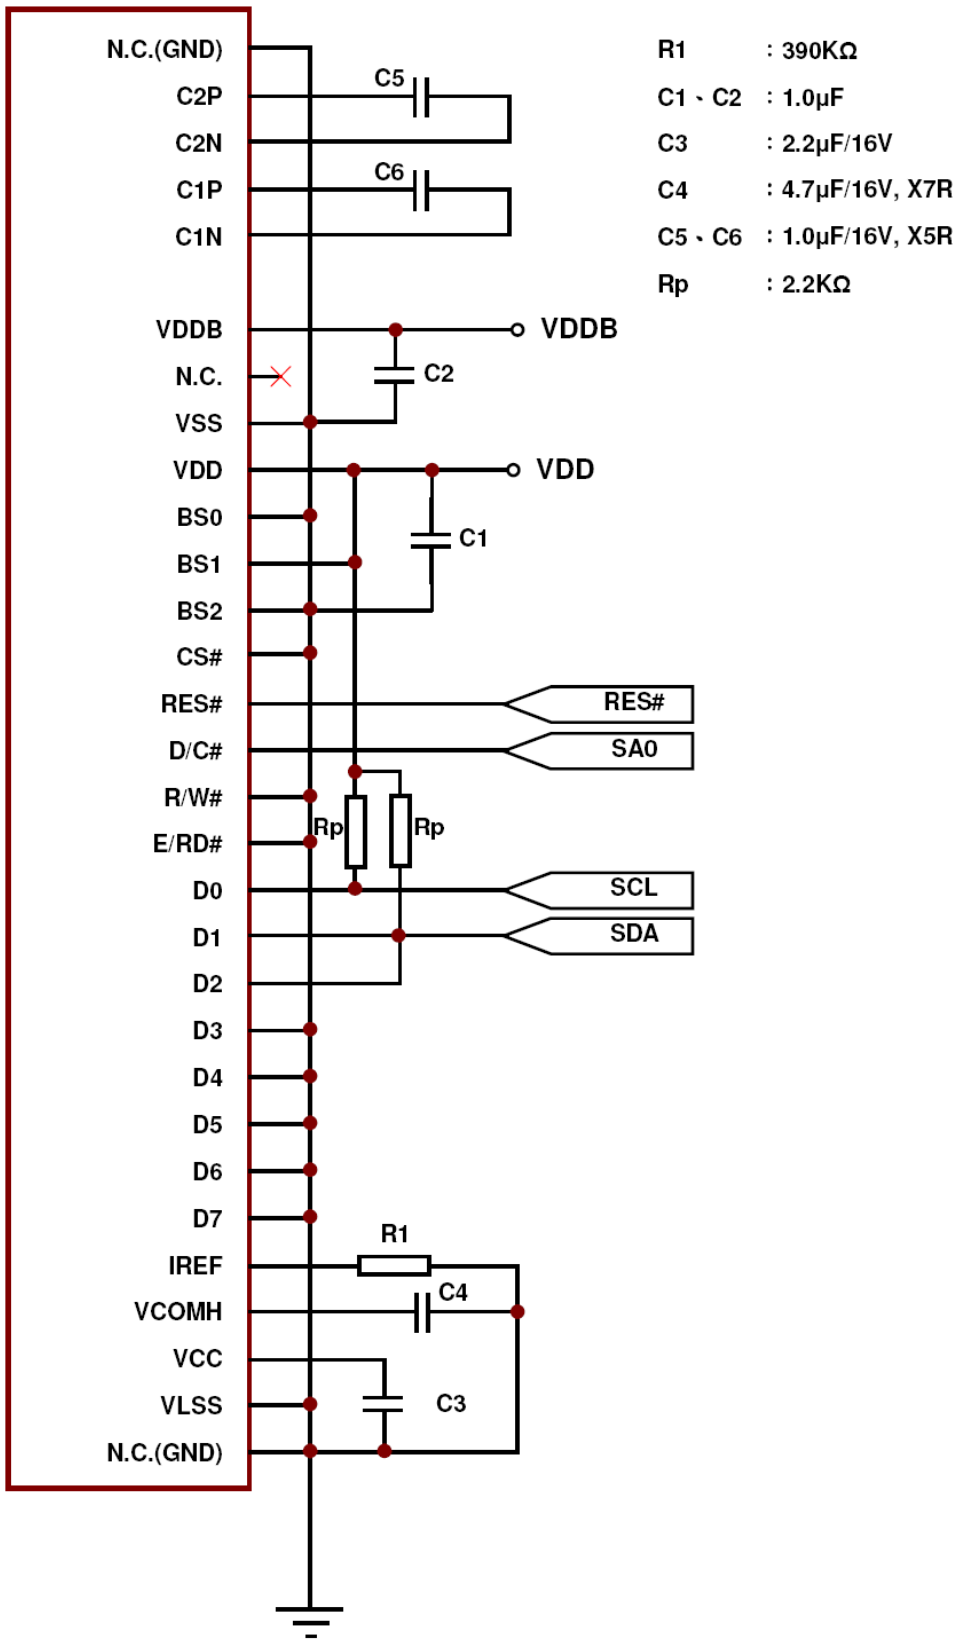 N.C.(GND)
C2P
C2N
C1P
C1N
VDDB
N.C.
VSS
VDD
BS0
BS1
BS2
CS#
RES#
D/C#
R/W#
E/RD#
D0
D1
D2
D3
D4
D5
D6
D7
IREF
VCOMH
VCC
VLSS
N.C.(GND)
C5
C6
VDDB
C2
VDD
C1
RES#
SA0
Rp
Rp
SCL
SDA
R1
C4
C3
R1 : 390KΩ
C1、C2 : 1.0μF
C3 : 2.2μF/16V
C4 : 4.7μF/16V, X7R
C5、C6 : 1.0μF/16V, X5R
Rp : 2.2KΩ